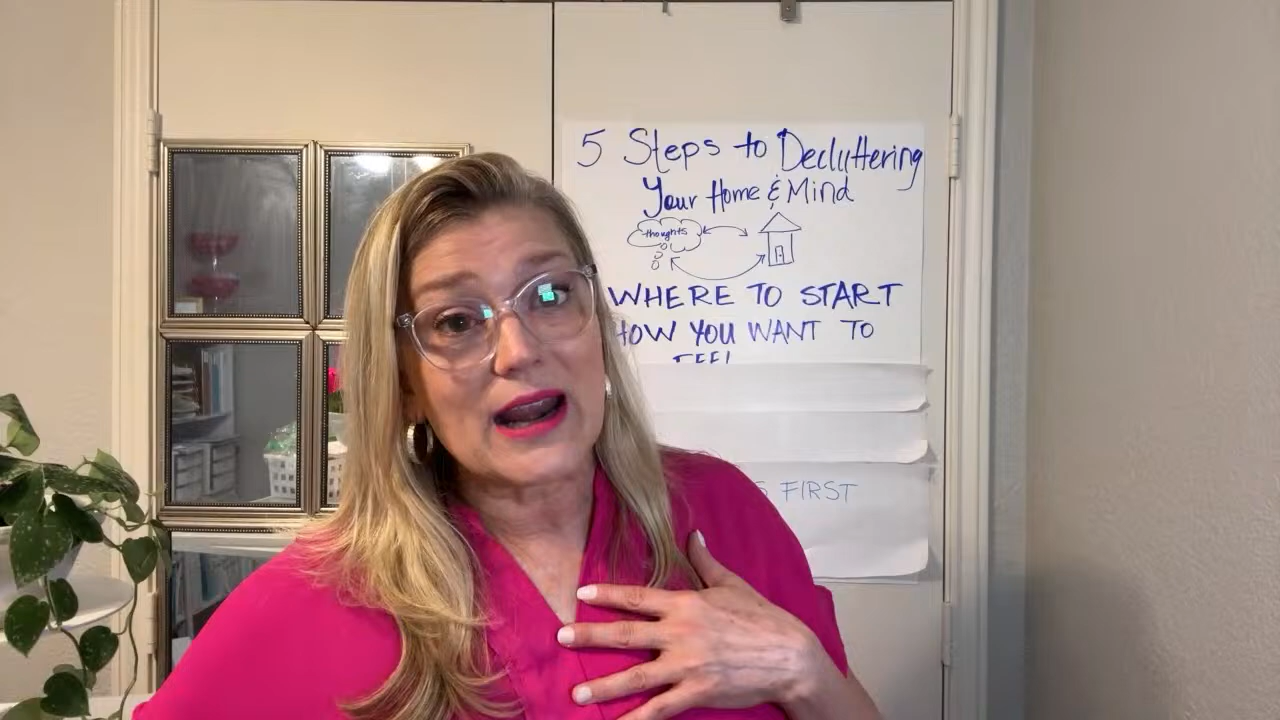 5 Steps to Decluttering
Your Home & Mind
thoughts
WHERE TO START
HOW YOU WANT TO
FIRST